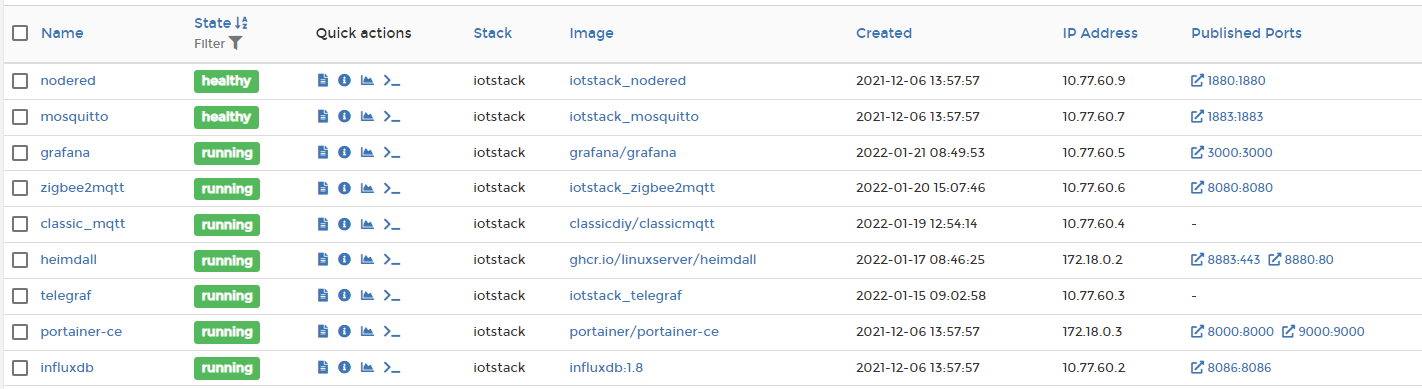 Name State Quick actions Stack Image Created IP Address Published Ports
Filter
nodered healthy iotstack iotstack_nodered 2021-12-06 13:57:57 10.77.60.9 1880:1880
mosquitto healthy iotstack iotstack_mosquitto 2021-12-06 13:57:57 10.77.60.7 1883:1883
grafana running iotstack grafana/grafana 2022-01-21 08:49:53 10.77.60.5 3000:3000
zigbee2mqtt running iotstack iotstack_zigbee2mqtt 2022-01-20 15:07:46 10.77.60.6 8080:8080
classic_mqtt running iotstack classicdiy/classicmqtt 2022-01-19 12:54:14 10.77.60.4 -
heimdall running iotstack ghcr.io/linuxserver/heimdall 2022-01-17 08:46:25 172.18.0.2 8883:443 8880:80
telegraf running iotstack iotstack_telegraf 2022-01-15 09:02:58 10.77.60.3 -
portainer-ce running iotstack portainer/portainer-ce 2021-12-06 13:57:57 172.18.0.3 8000:8000 9000:9000
influxdb running iotstack influxdb:1.8 2021-12-06 13:57:57 10.77.60.2 8086:8086